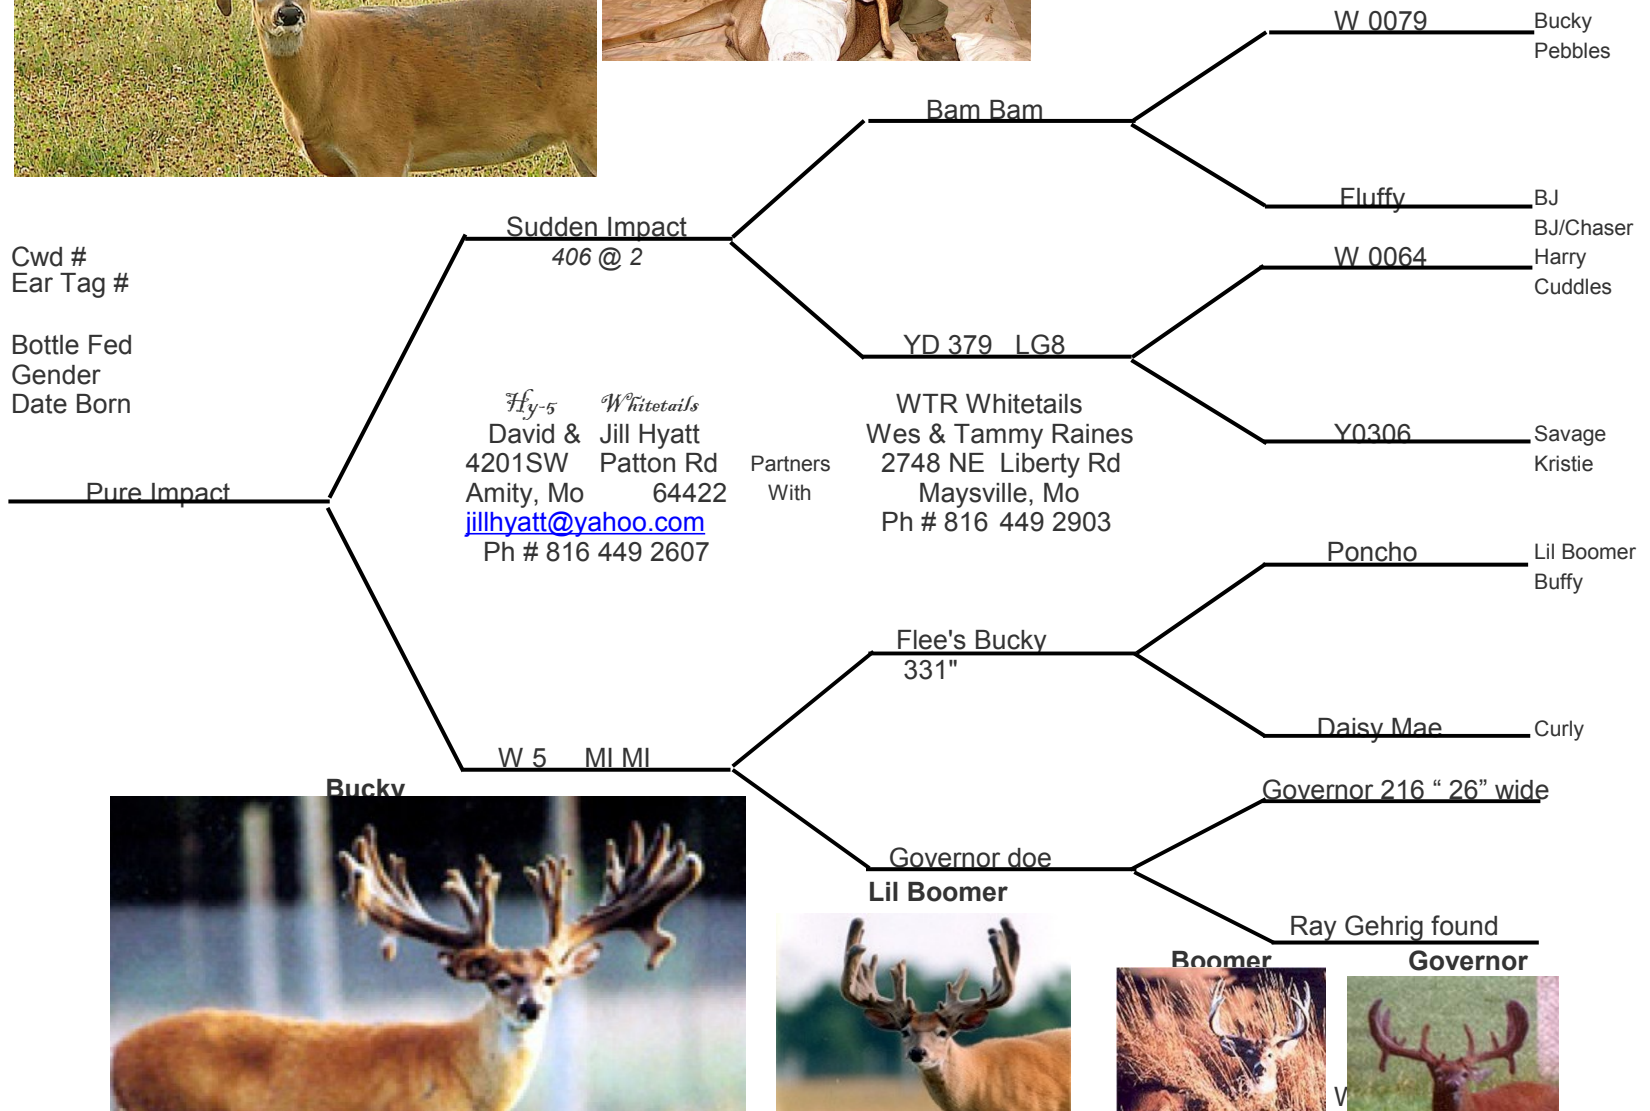 W 0079
Bucky
Pebbles
Bam Bam
Fluffy
BJ
BJ/Chaser
Sudden Impact
406 @ 2
W 0064
Harry
Cuddles
Cwd #
Ear Tag #
YD 379 LG8
Bottle Fed
Gender
Date Born
Hy-5 Whitetails
David & Jill Hyatt
4201SW Patton Rd
Amity, Mo 64422
jillhyatt@yahoo.com
Ph # 816 449 2607
Partners
With
WTR Whitetails
Wes & Tammy Raines
2748 NE Liberty Rd
Maysville, Mo
Ph # 816 449 2903
Y0306
Savage
Kristie
Pure Impact
Poncho
Lil Boomer
Buffy
Flee's Bucky
331"
Daisy Mae
Curly
W 5 MI MI
Bucky
Governor 216 “ 26” wide
Governor doe
Lil Boomer
Ray Gehrig found
Boomer
Governor